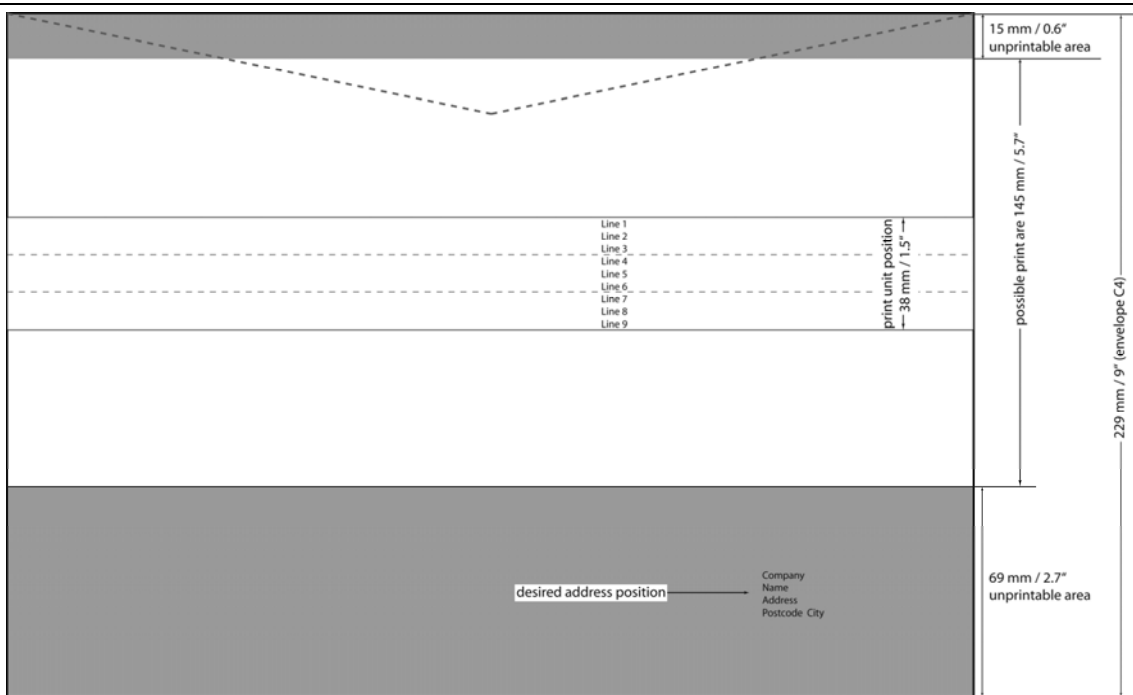 15 mm / 0.6"
unprintable area
possible print are 145 mm / 5.7"
229 mm / 9" (envelope C4)
Line 1
Line 2
Line 3
Line 4
Line 5
Line 6
Line 7
Line 8
Line 9
print unit position
38 mm / 1.5"
desired address position
Company
Name
Address
Postcode City
69 mm / 2.7"
unprintable area